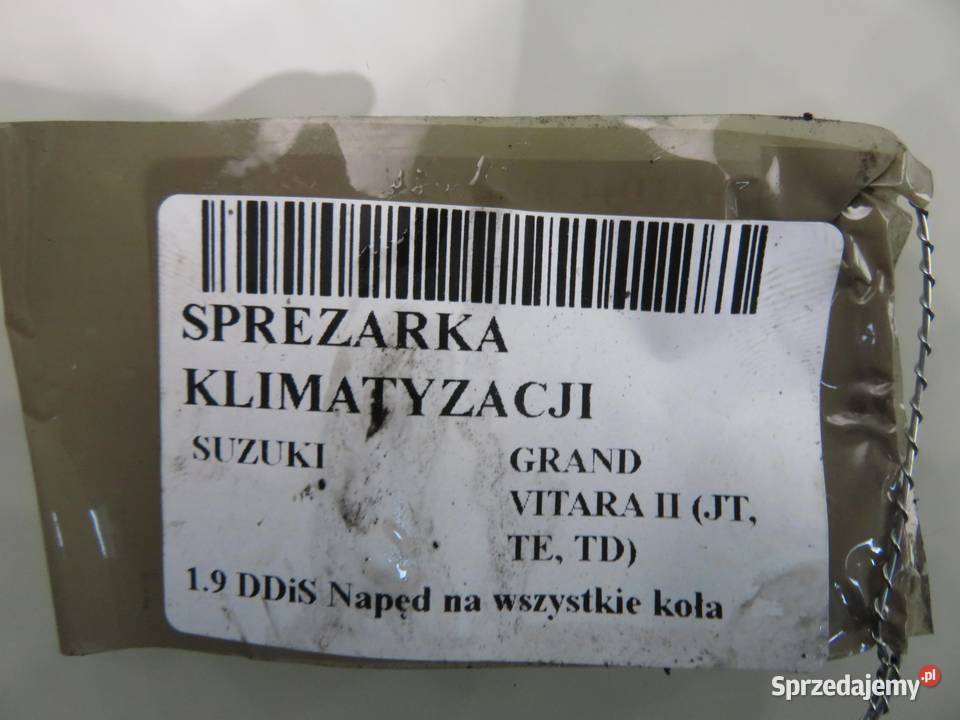 SPREZARKA
KLIMATYZACJI
SUZUKI
GRAND
VITARA II (JT,
TE, TD)
1.9 DDiS Napęd na wszystkie koła
Sprzedajemy.pl